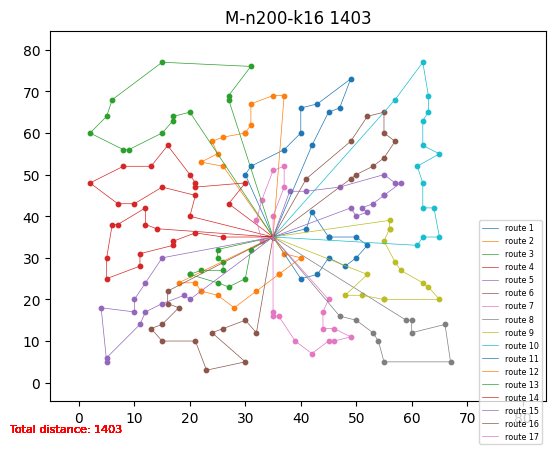 M-n200-k16 1403
80
70
60
50
40
30
20
10
0
route 1
route 2
route 3
route 4
route 5
route 6
route 7
route 8
route 9
route 10
route 11
route 12
route 13
route 14
route 15
route 16
route 17
0 10 20 30 40 50 60 70 80
Total distance: 1403